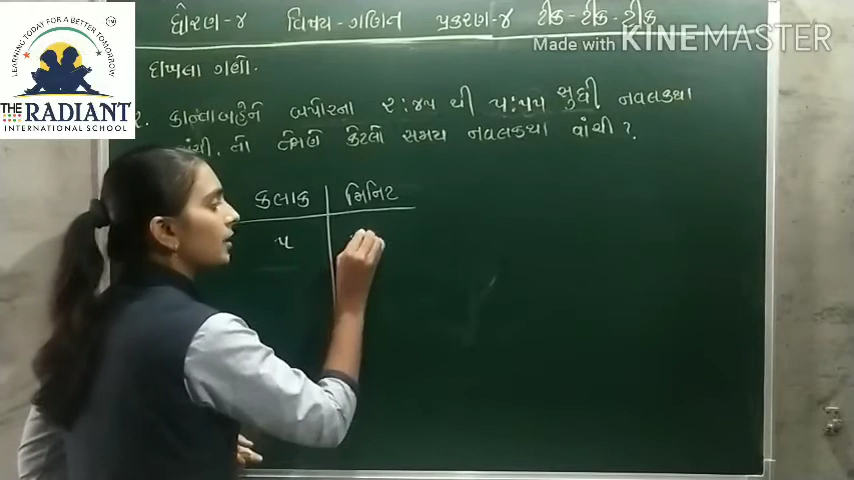 ધોરણ-૪ વિષય-ગણિત પ્રકરણ-૪ ટીક-ટીક-ટીક
Made with KINEMASTER
LEARNING TODAY FOR A BETTER TOMORROW
THE RADIANT
INTERNATIONAL SCHOOL
દાખલા ગણો.
૨. કાન્તાબહેને બપોરના ૨:૪૫ થી ૫:૫૫ સુધી નવલકથા
વાંચી. તો તેમણે કેટલો સમય નવલકથા વાંચી?
કલાક મિનિટ
૫